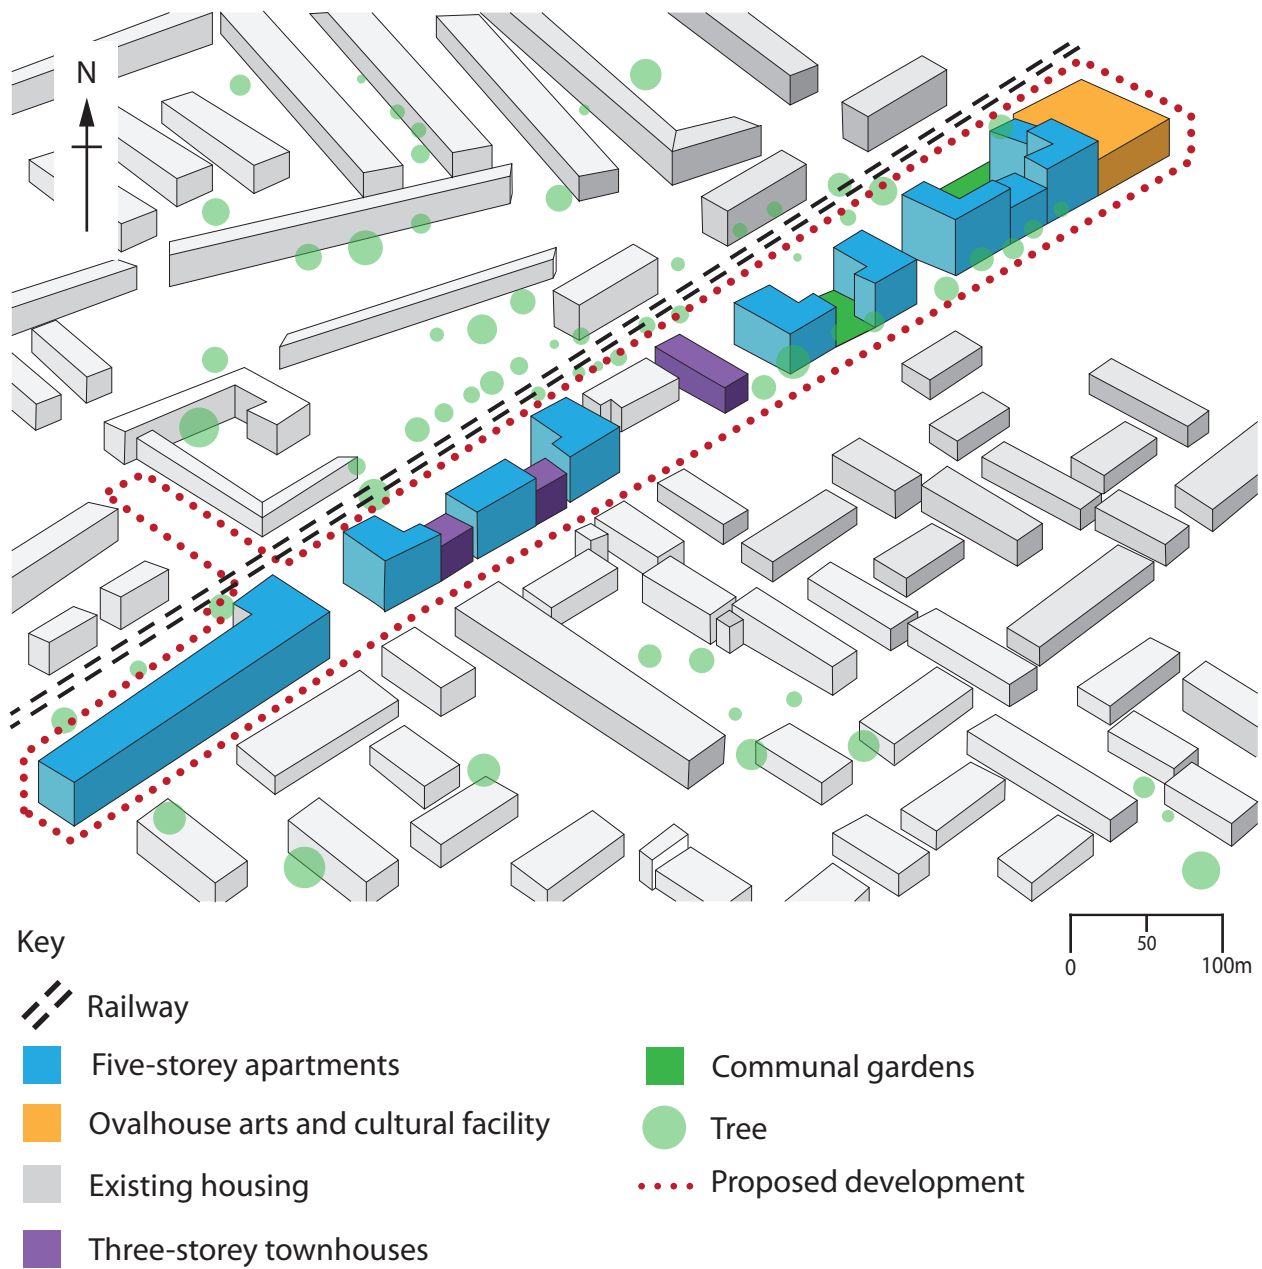 N
0
50
100m
Key
Railway
Five-storey apartments
Ovalhouse arts and cultural facility
Existing housing
Three-storey townhouses
Communal gardens
Tree
Proposed development